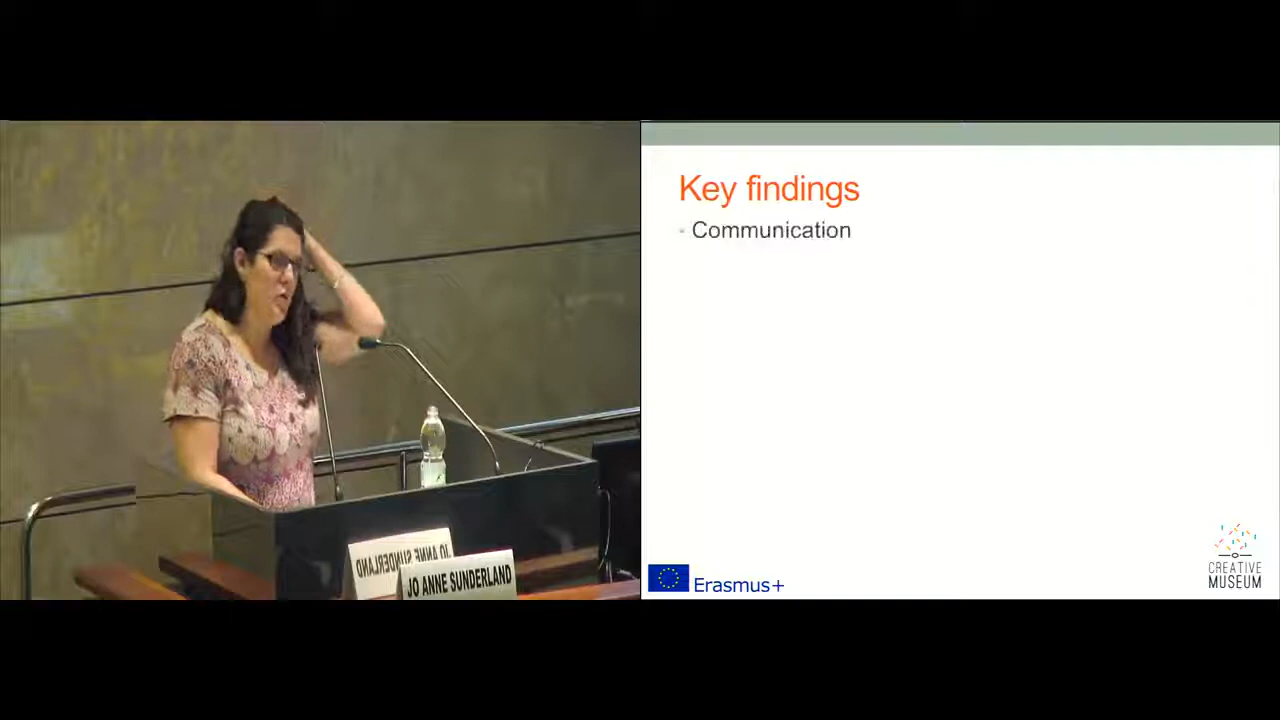 JO ANNE SUNDERLAND
JO ANNE SUNDERLAND
Key findings
Communication
Erasmus+
CREATIVE
MUSEUM